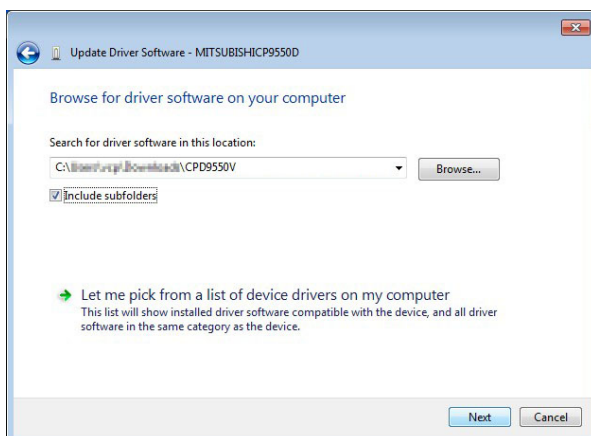 Update Driver Software - MITSUBISHICP9550D
Browse for driver software on your computer
Search for driver software in this location:
C:\ \CPD9550V
Browse...
Include subfolders
Let me pick from a list of device drivers on my computer
This list will show installed driver software compatible with the device, and all driver
software in the same category as the device.
Next
Cancel